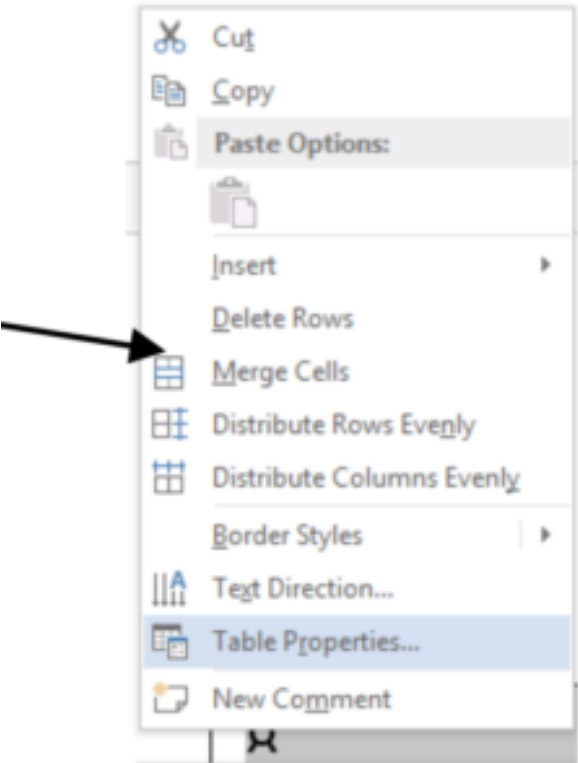 Cut
Copy
Paste Options:
Insert
Delete Rows
Merge Cells
Distribute Rows Evenly
Distribute Columns Evenly
Border Styles
Text Direction...
Table Properties...
New Comment